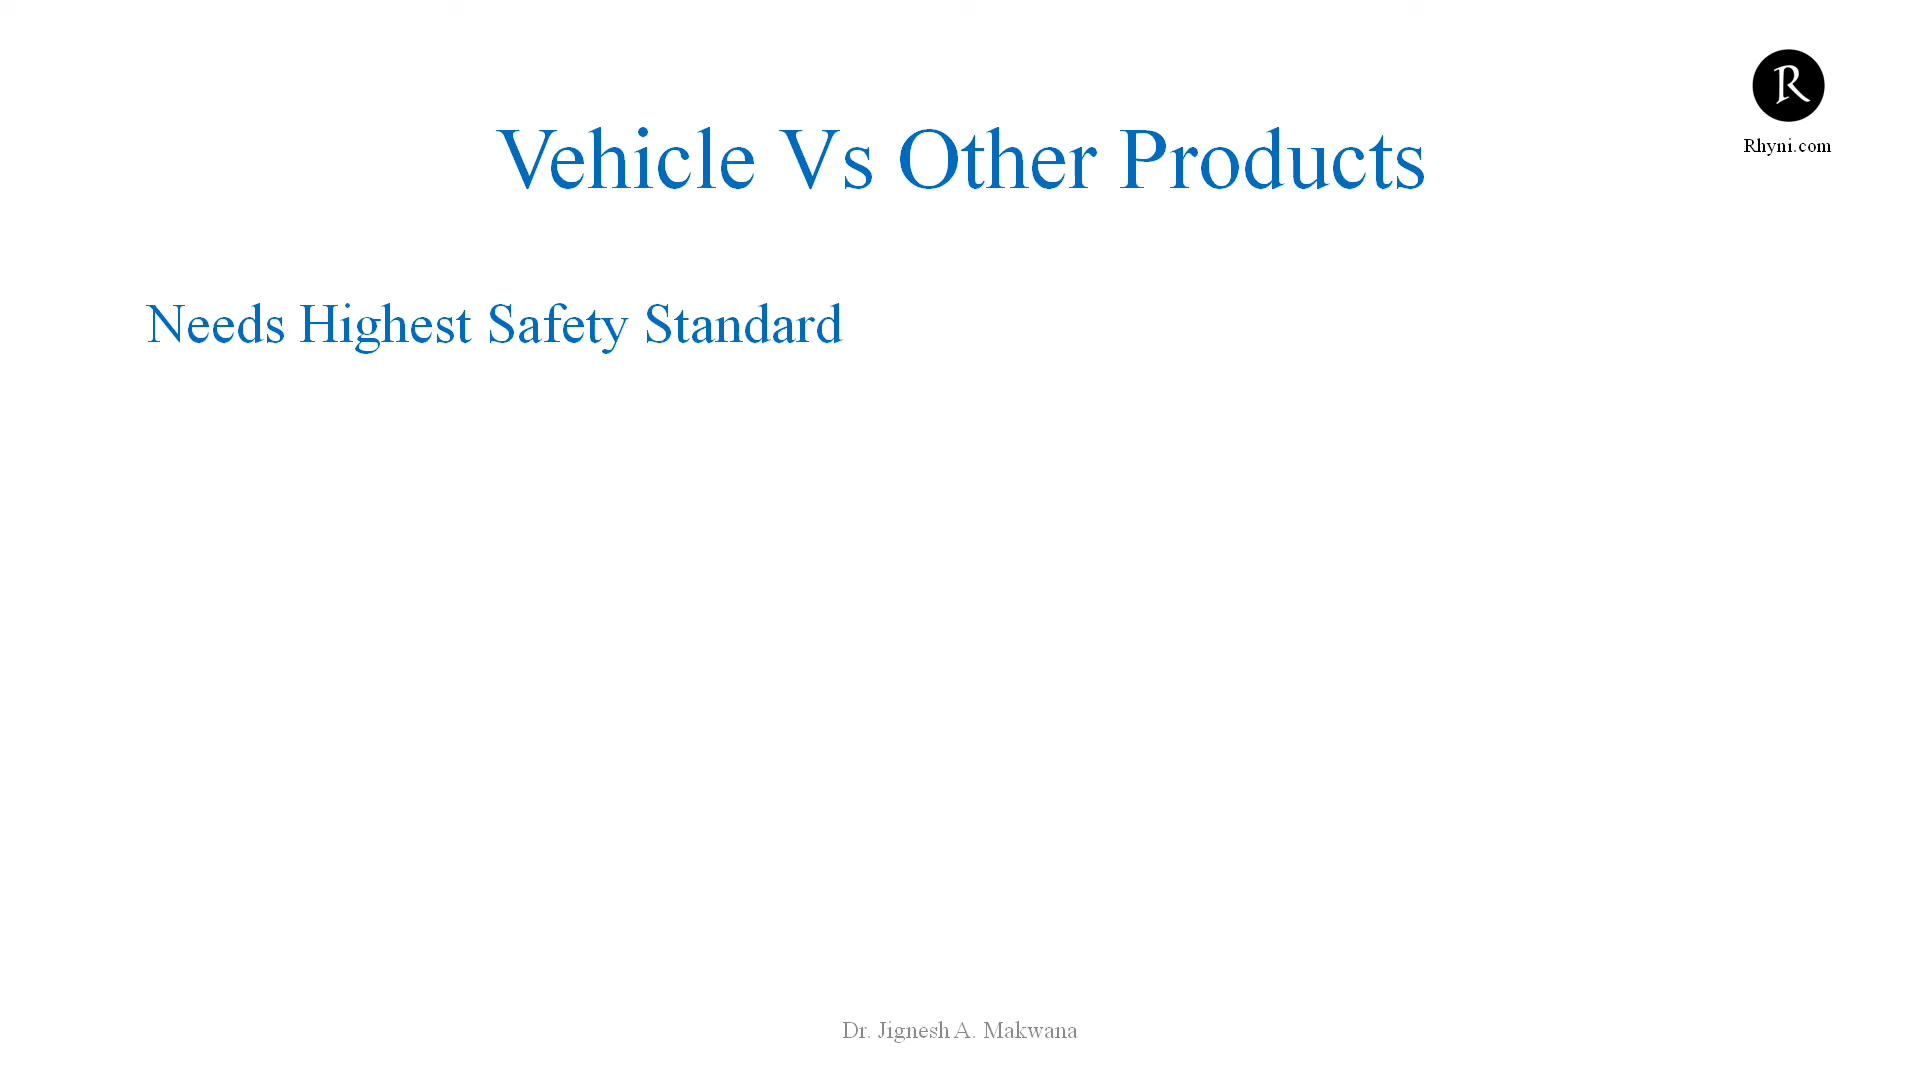 R
Rhyni.com
Vehicle Vs Other Products
Needs Highest Safety Standard
Dr. Jignesh A. Makwana